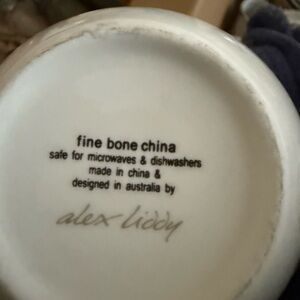 fine bone china
safe for microwaves & dishwashers
made in china &
designed in australia by
alex liddy